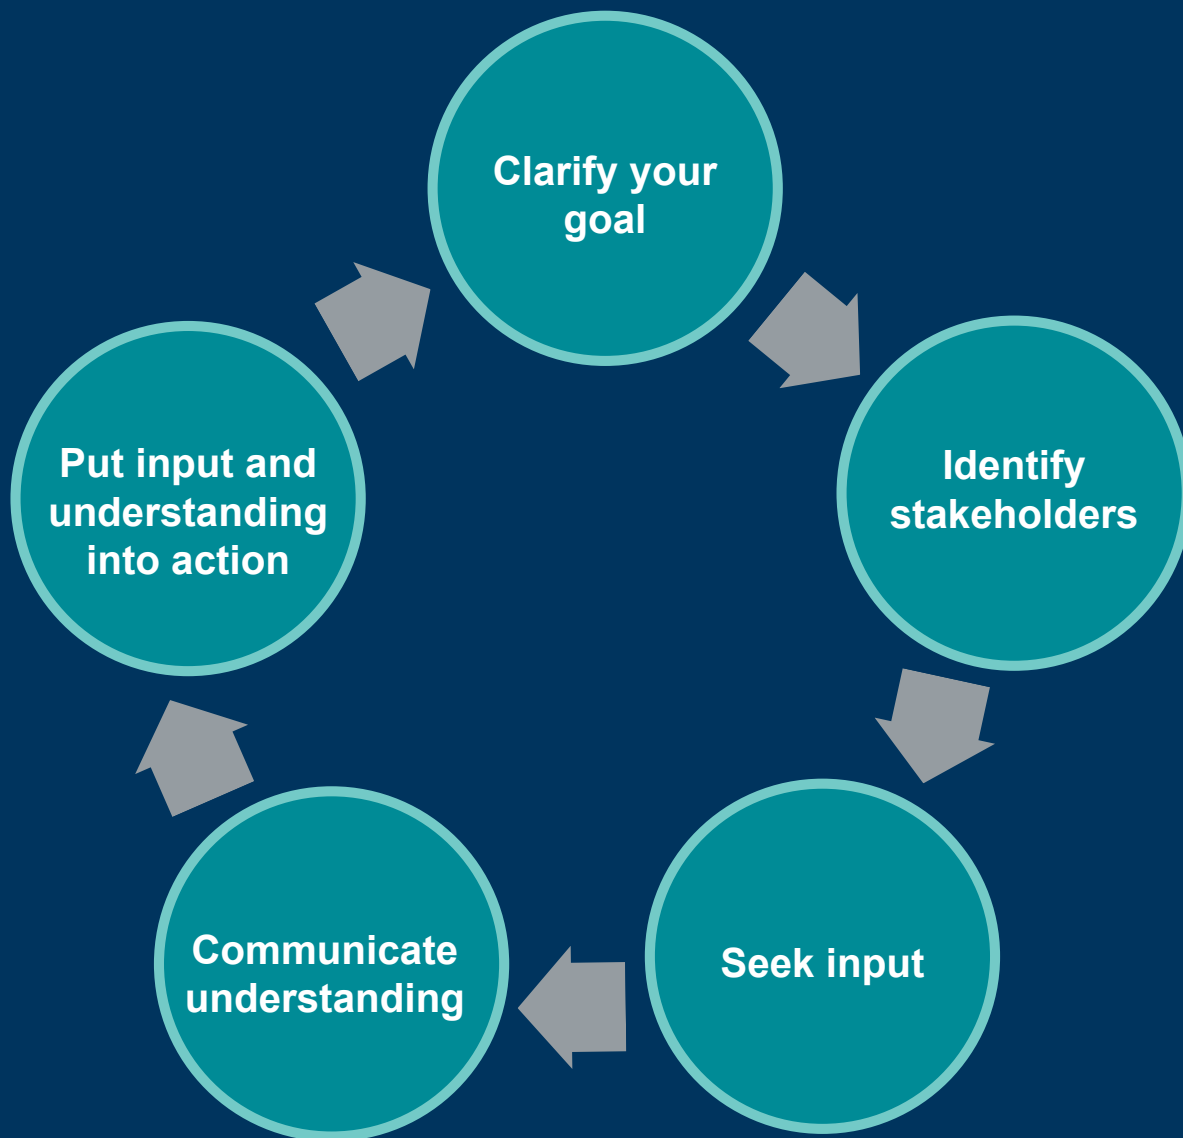 Clarify your
goal
Identify
stakeholders
Seek input
Communicate
understanding
Put input and
understanding
into action